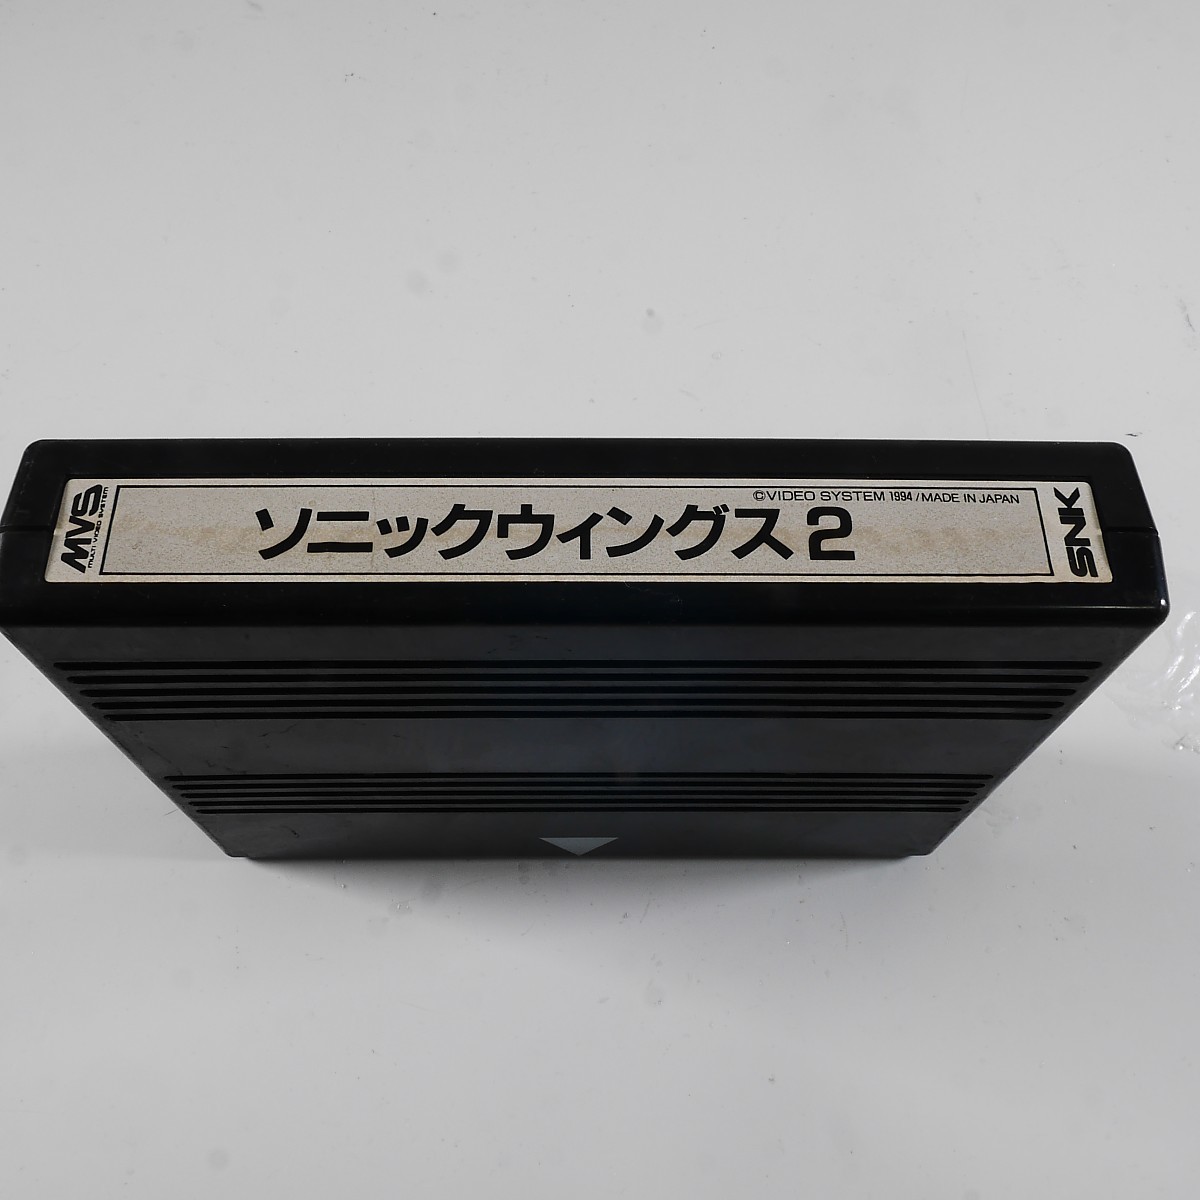 MVS
MULTI VIDEO SYSTEM
©VIDEO SYSTEM 1994 / MADE IN JAPAN
ソニックウィングス2
SNK